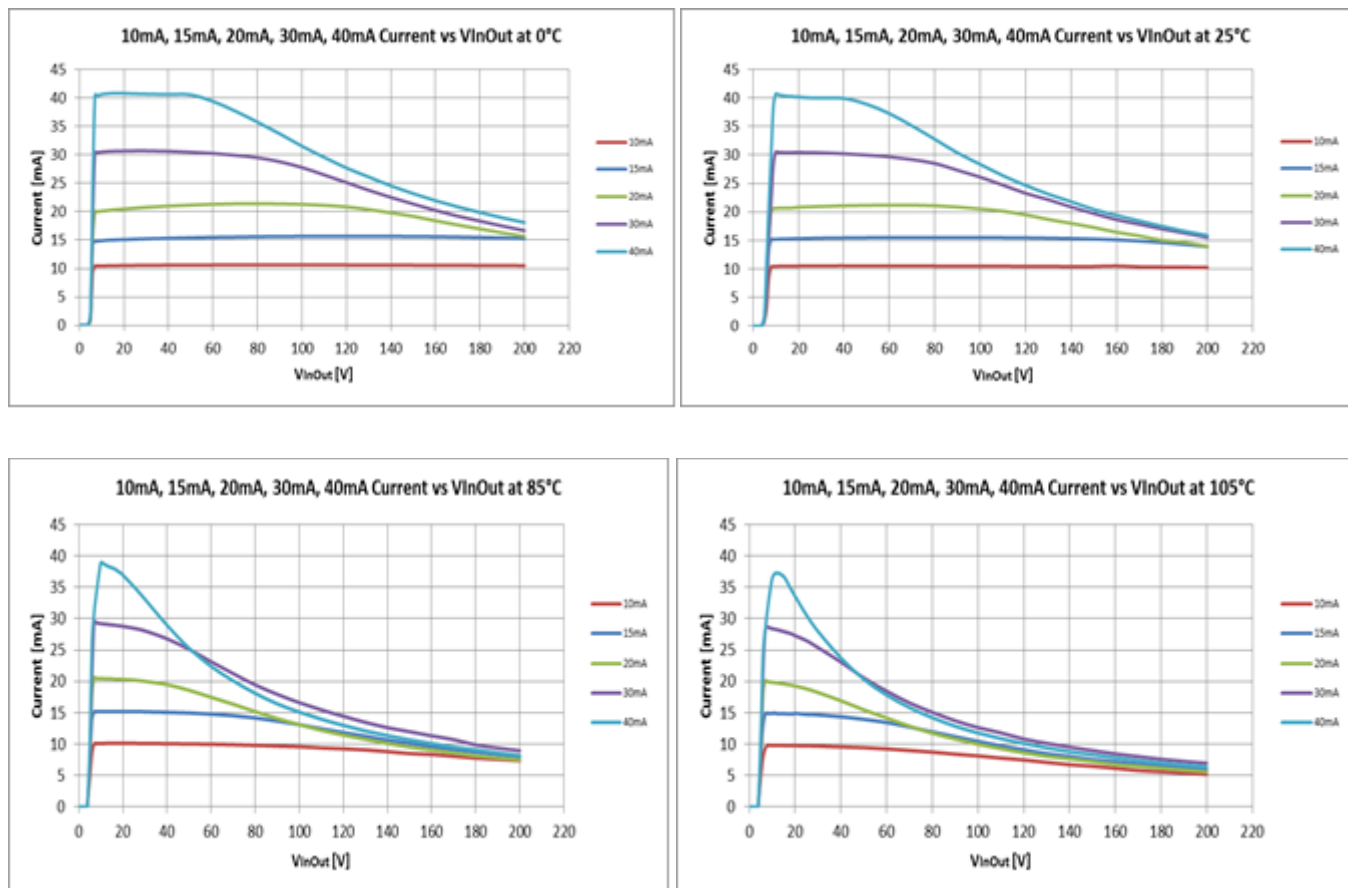 10mA, 15mA, 20mA, 30mA, 40mA Current vs VInOut at 0°C
45
40
35
30
25
20
15
10
5
0
Current [mA]
0 20 40 60 80 100 120 140 160 180 200 220
VInOut [V]
10mA
15mA
20mA
30mA
40mA
10mA, 15mA, 20mA, 30mA, 40mA Current vs VInOut at 25°C
45
40
35
30
25
20
15
10
5
0
Current [mA]
0 20 40 60 80 100 120 140 160 180 200 220
VInOut [V]
10mA
15mA
20mA
30mA
40mA
10mA, 15mA, 20mA, 30mA, 40mA Current vs VInOut at 85°C
45
40
35
30
25
20
15
10
5
0
Current [mA]
0 20 40 60 80 100 120 140 160 180 200 220
VInOut [V]
10mA
15mA
20mA
30mA
40mA
10mA, 15mA, 20mA, 30mA, 40mA Current vs VInOut at 105°C
45
40
35
30
25
20
15
10
5
0
Current [mA]
0 20 40 60 80 100 120 140 160 180 200 220
VInOut [V]
10mA
15mA
20mA
30mA
40mA